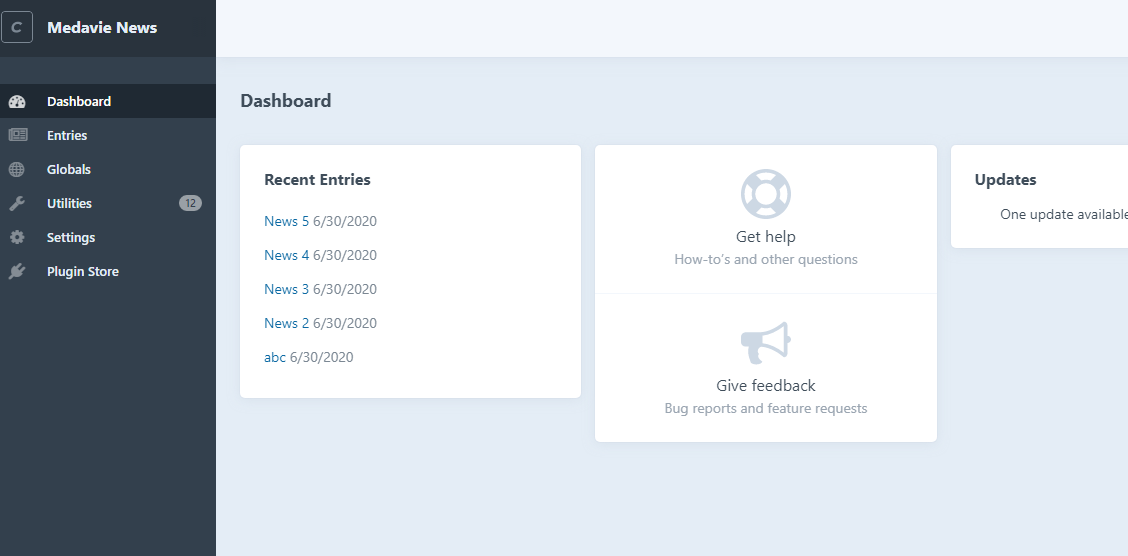 C
Medavie News
Dashboard
Entries
Globals
Utilities 12
Settings
Plugin Store
Dashboard
Recent Entries
News 5 6/30/2020
News 4 6/30/2020
News 3 6/30/2020
News 2 6/30/2020
abc 6/30/2020
Get help
How-to’s and other questions
Give feedback
Bug reports and feature requests
Updates
One update available